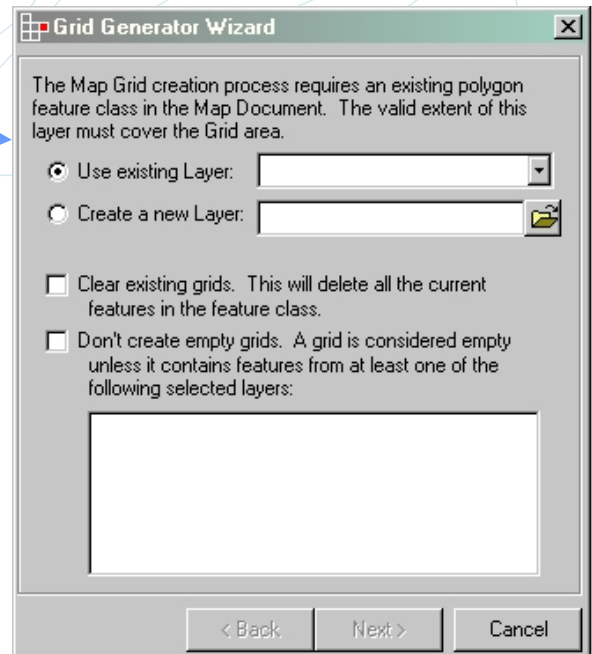 Grid Generator Wizard
The Map Grid creation process requires an existing polygon
feature class in the Map Document. The valid extent of this
layer must cover the Grid area.
Use existing Layer:
Create a new Layer:
Clear existing grids. This will delete all the current
features in the feature class.
Don't create empty grids. A grid is considered empty
unless it contains features from at least one of the
following selected layers:
< Back Next > Cancel